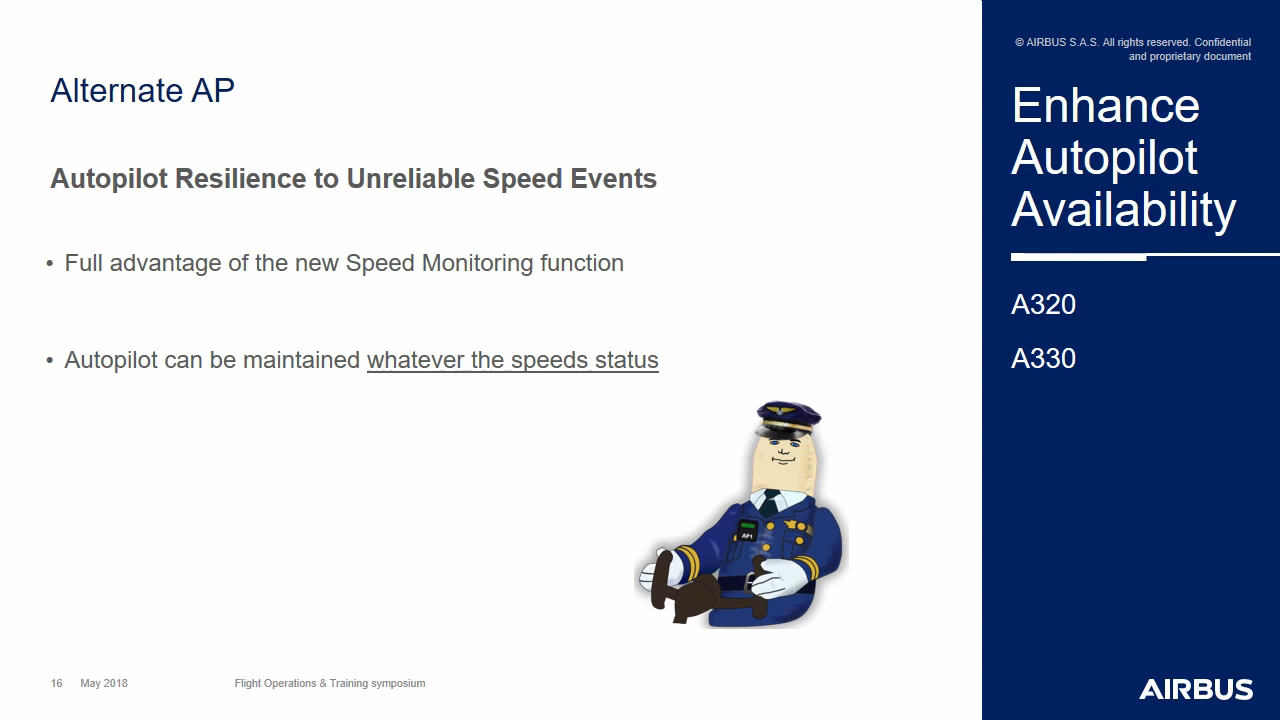 Alternate AP
Autopilot Resilience to Unreliable Speed Events
• Full advantage of the new Speed Monitoring function
• Autopilot can be maintained whatever the speeds status
AP1
16 May 2018 Flight Operations & Training symposium
© AIRBUS S.A.S. All rights reserved. Confidential
and proprietary document
Enhance
Autopilot
Availability
A320
A330
AIRBUS